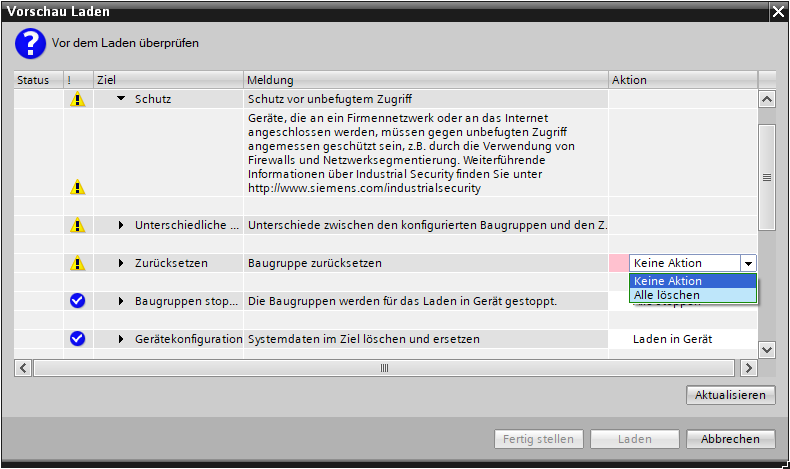 Vorschau Laden
Vor dem Laden überprüfen
Status ! Ziel Meldung Aktion
Schutz Schutz vor unbefugtem Zugriff
Geräte, die an ein Firmennetzwerk oder an das Internet
angeschlossen werden, müssen gegen unbefugten Zugriff
angemessen geschützt sein, z.B. durch die Verwendung von
Firewalls und Netzwerksegmentierung. Weiterführende
Informationen über Industrial Security finden Sie unter
http://www.siemens.com/industrialsecurity
Unterschiedliche ... Unterschiede zwischen den konfigurierten Baugruppen und den Z.
Zurücksetzen Baugruppe zurücksetzen Keine Aktion
Keine Aktion
Alle löschen
Baugruppen stop... Die Baugruppen werden für das Laden in Gerät gestoppt.
Gerätekonfiguration Systemdaten im Ziel löschen und ersetzen Laden in Gerät
Aktualisieren
Fertig stellen Laden Abbrechen